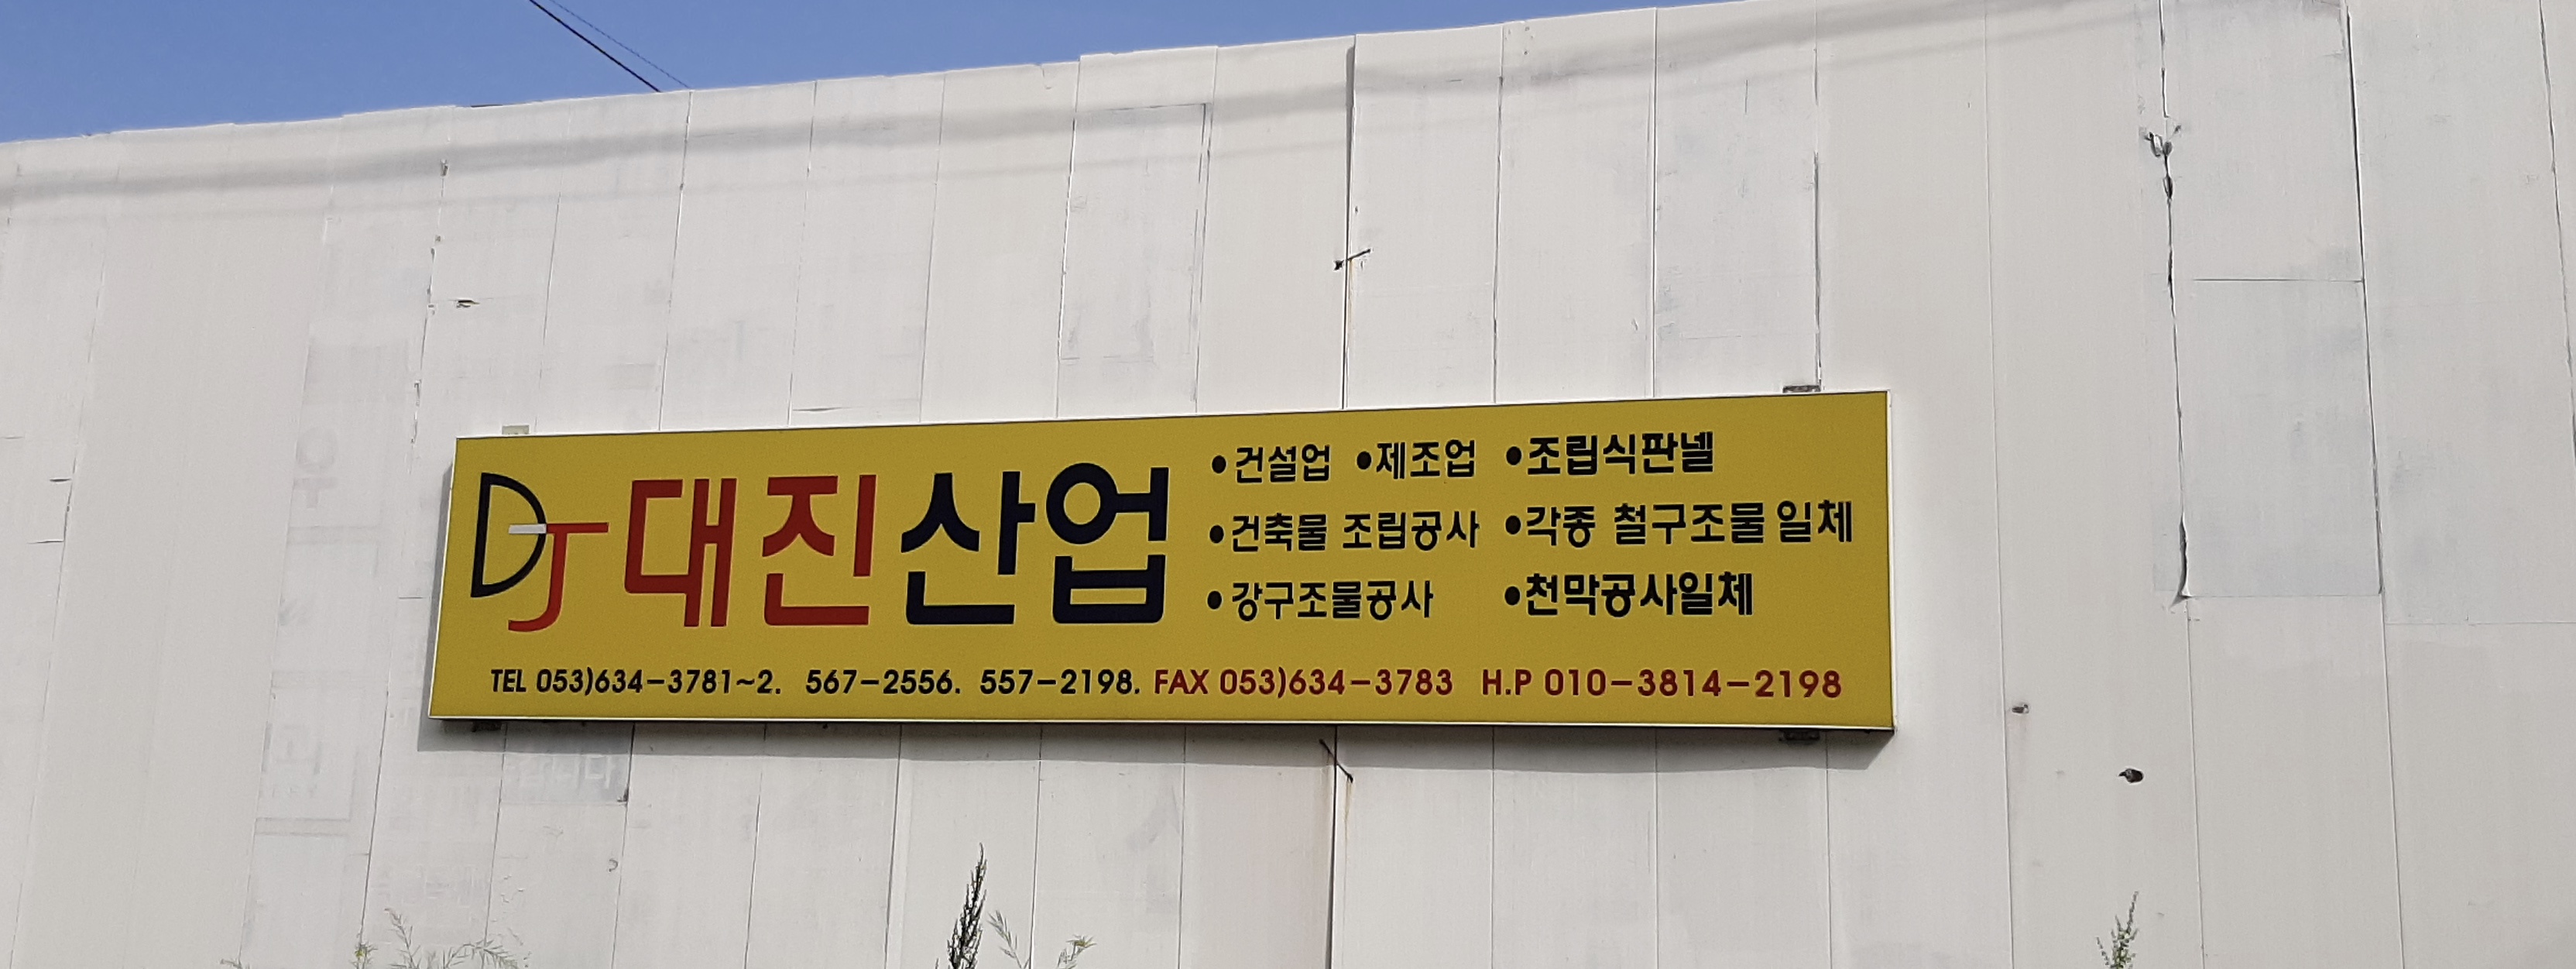 DJ 대진산업
•건설업 •제조업 •조립식판넬
•건축물 조립공사 •각종 철구조물 일체
•강구조물공사 •천막공사일체
TEL 053)634-3781~2. 567-2556. 557-2198. FAX 053)634-3783 H.P 010-3814-2198